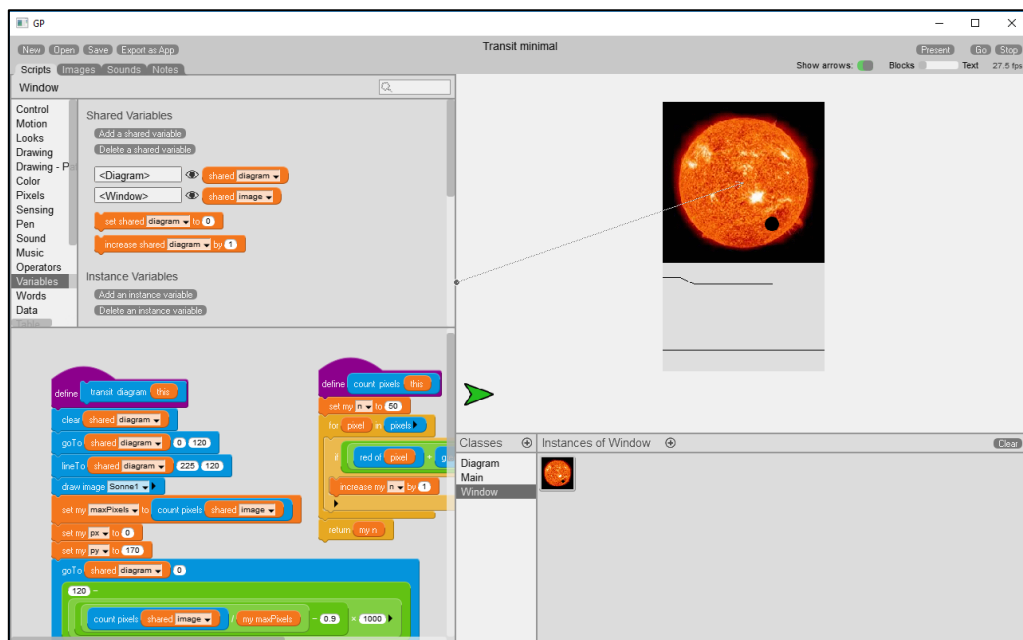 GP
New Open Save Export as App
Transit minimal
Present Go Stop
Scripts Images Sounds Notes
Show arrows: Blocks Text 27.5 fps
Window
Control
Motion
Looks
Drawing
Drawing - P
Color
Pixels
Sensing
Pen
Sound
Music
Operators
Variables
Words
Data
Table
Shared Variables
Add a shared variable
Delete a shared variable
<Diagram> shared diagram
<Window> shared image
set shared diagram to 0
increase shared diagram by 1
Instance Variables
Add an instance variable
Delete an instance variable
define transit diagram this
clear shared diagram
goTo shared diagram 0 120
lineTo shared diagram 225 120
draw image Sonne1
set my maxPixels to count pixels shared image
set my px to 0
set my py to 170
goTo shared diagram 0
120 −
count pixels shared image / my maxPixels − 0.9 × 1000
define count pixels this
set my n to 50
for pixel in pixels
if red of pixel + g
increase my n by 1
return my n
Classes
Diagram
Main
Window
Instances of Window
Clear